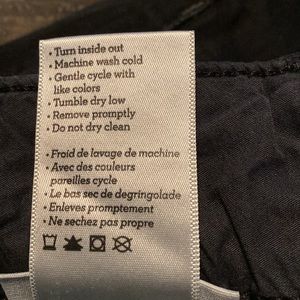 • Turn inside out
• Machine wash cold
• Gentle cycle with
like colors
• Tumble dry low
• Remove promptly
• Do not dry clean
• Froid de lavage de machine
• Avec des couleurs
pareilles cycle
• Le bas sec de degringolade
• Enleves promptement
• Ne sechez pas propre